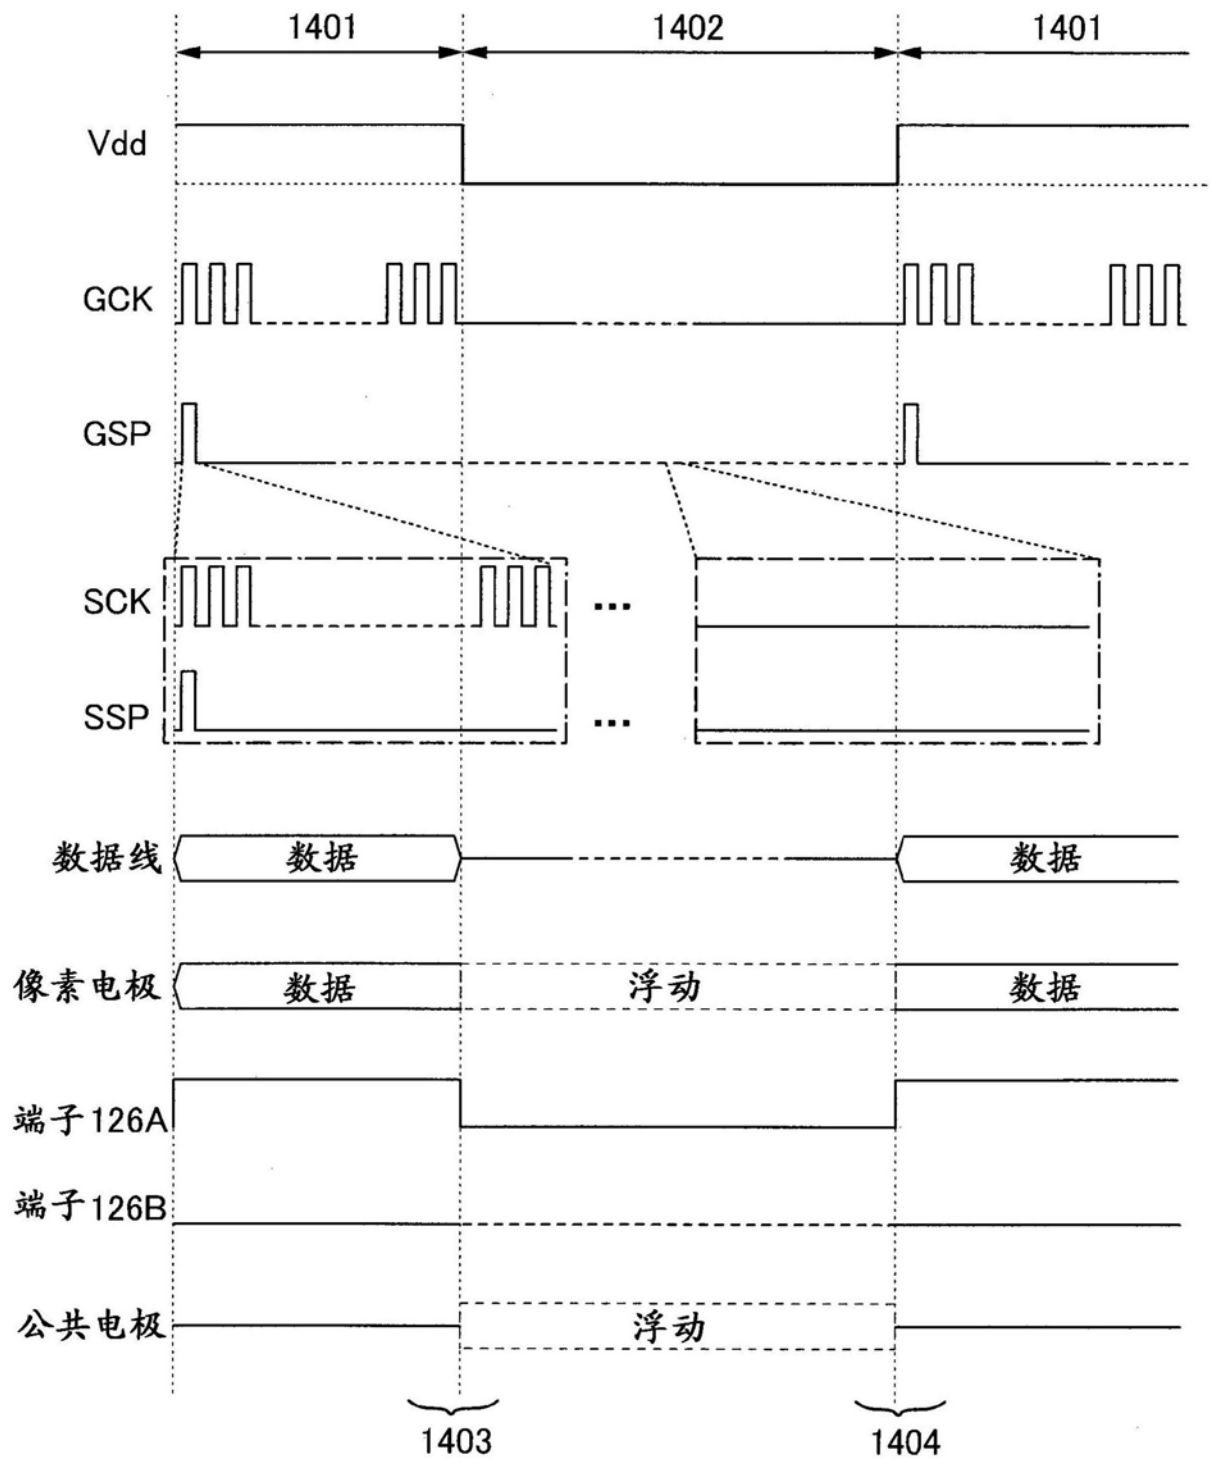 1401 1402 1401
Vdd
GCK
GSP
SCK ...
SSP ...
数据线 数据 数据
像素电极 数据 浮动 数据
端子126A
端子126B
公共电极 浮动
1403 1404